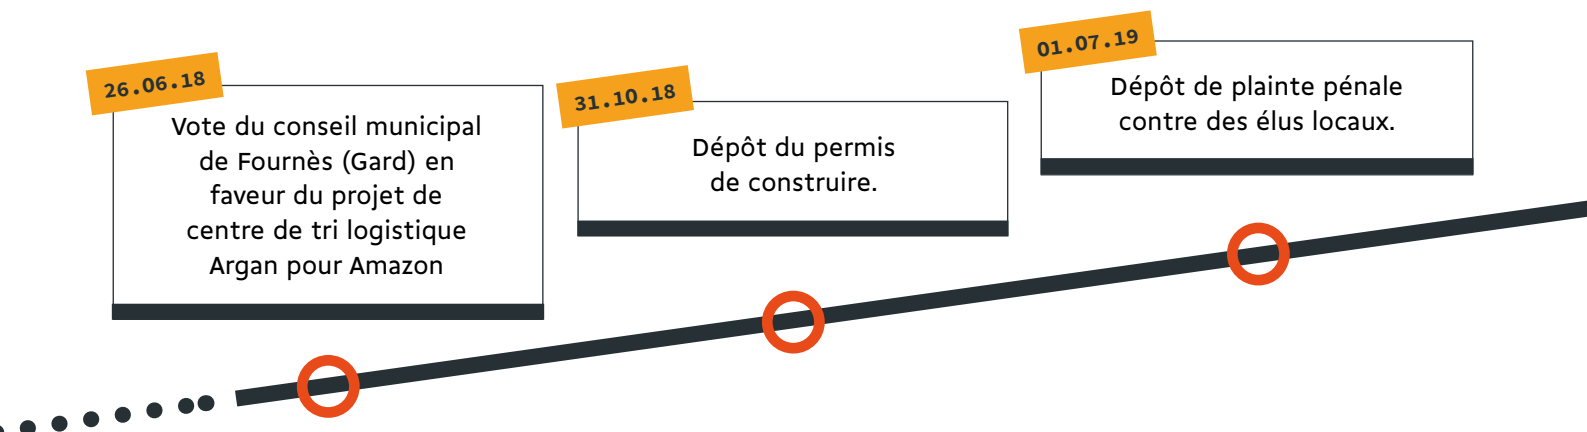 26.06.18
Vote du conseil municipal
de Fournès (Gard) en
faveur du projet de
centre de tri logistique
Argan pour Amazon
31.10.18
Dépôt du permis
de construire.
01.07.19
Dépôt de plainte pénale
contre des élus locaux.